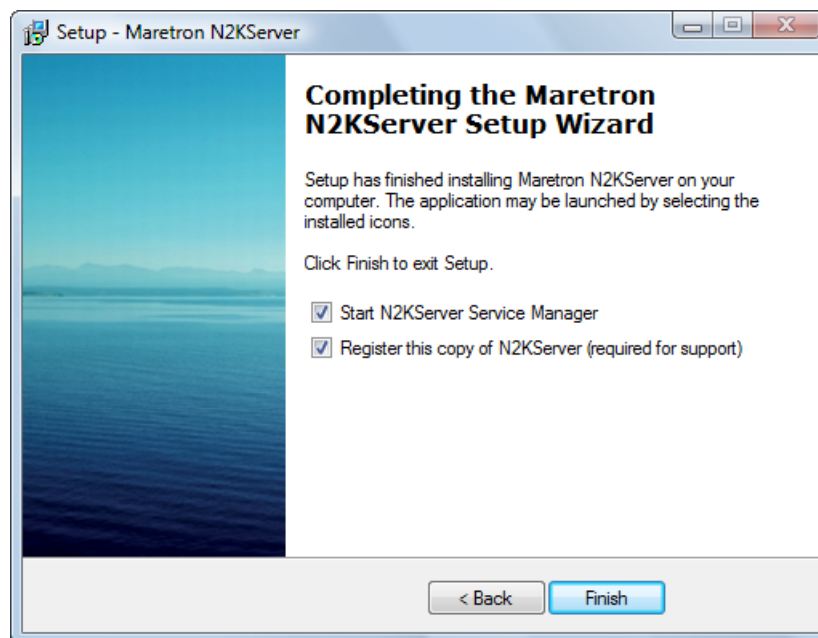 Setup - Maretron N2KServer
Completing the Maretron
N2KServer Setup Wizard
Setup has finished installing Maretron N2KServer on your
computer. The application may be launched by selecting the
installed icons.
Click Finish to exit Setup.
Start N2KServer Service Manager
Register this copy of N2KServer (required for support)
< Back Finish